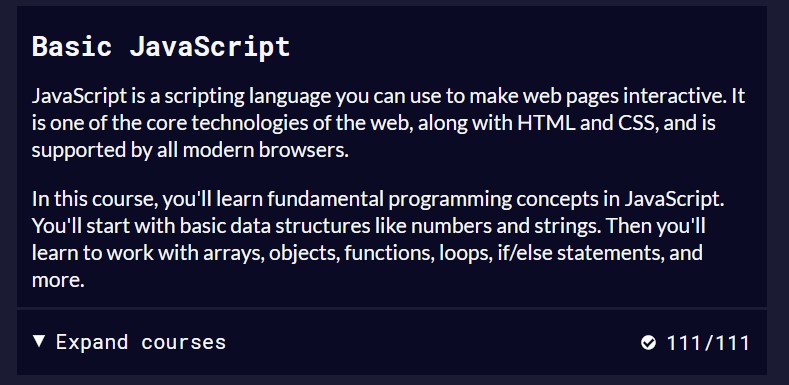 Basic JavaScript
JavaScript is a scripting language you can use to make web pages interactive. It
is one of the core technologies of the web, along with HTML and CSS, and is
supported by all modern browsers.
In this course, you'll learn fundamental programming concepts in JavaScript.
You'll start with basic data structures like numbers and strings. Then you'll
learn to work with arrays, objects, functions, loops, if/else statements, and
more.
Expand courses 111/111